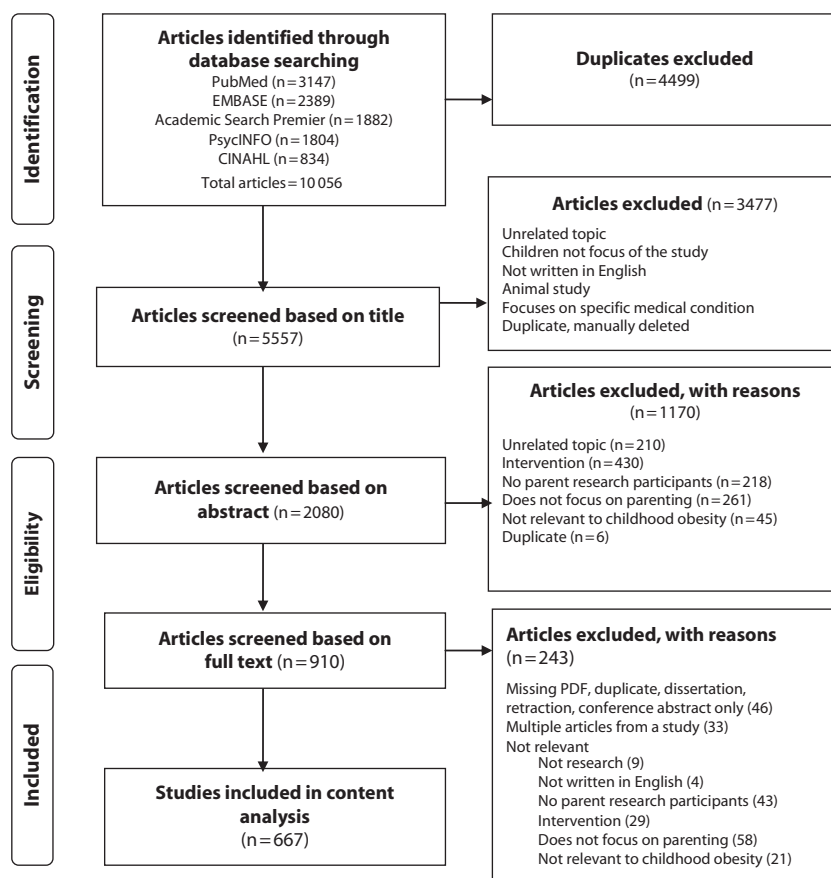 Identification
Articles identified through
database searching
PubMed (n=3147)
EMBASE (n=2389)
Academic Search Premier (n=1882)
PsycINFO (n=1804)
CINAHL (n=834)
Total articles=10 056
Duplicates excluded
(n=4499)
Screening
Articles screened based on title
(n=5557)
Articles excluded (n=3477)
Unrelated topic
Children not focus of the study
Not written in English
Animal study
Focuses on specific medical condition
Duplicate, manually deleted
Eligibility
Articles screened based on
abstract (n=2080)
Articles excluded, with reasons
(n=1170)
Unrelated topic (n=210)
Intervention (n=430)
No parent research participants (n=218)
Does not focus on parenting (n=261)
Not relevant to childhood obesity (n=45)
Duplicate (n=6)
Articles screened based on
full text (n=910)
Articles excluded, with reasons
(n=243)
Missing PDF, duplicate, dissertation,
retraction, conference abstract only (46)
Multiple articles from a study (33)
Not relevant
Not research (9)
Not written in English (4)
No parent research participants (43)
Intervention (29)
Does not focus on parenting (58)
Not relevant to childhood obesity (21)
Included
Studies included in content
analysis
(n=667)